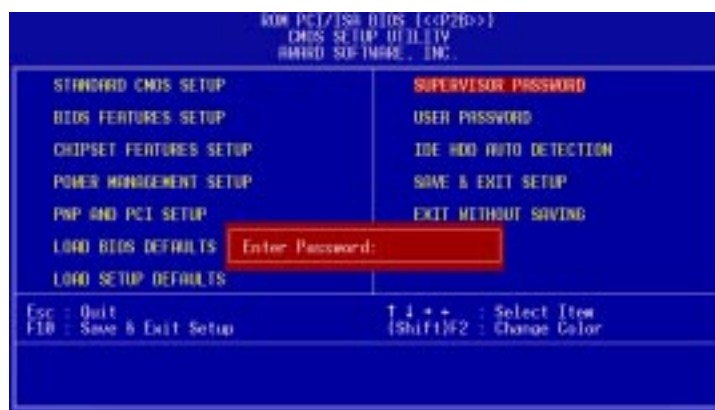 ROM PCI/ISA BIOS (<<P2B>>)
CMOS SETUP UTILITY
AWARD SOFTWARE, INC.
STANDARD CMOS SETUP
BIOS FEATURES SETUP
CHIPSET FEATURES SETUP
POWER MANAGEMENT SETUP
PNP AND PCI SETUP
LOAD BIOS DEFAULTS
LOAD SETUP DEFAULTS
SUPERVISOR PASSWORD
USER PASSWORD
IDE HDD AUTO DETECTION
SAVE & EXIT SETUP
EXIT WITHOUT SAVING
Enter Password:
Esc : Quit
F10 : Save & Exit Setup
↑ ↓ → ← : Select Item
(Shift)F2 : Change Color